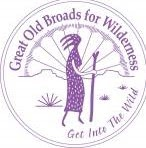 Great Old Broads for Wilderness
Get Into The Wild